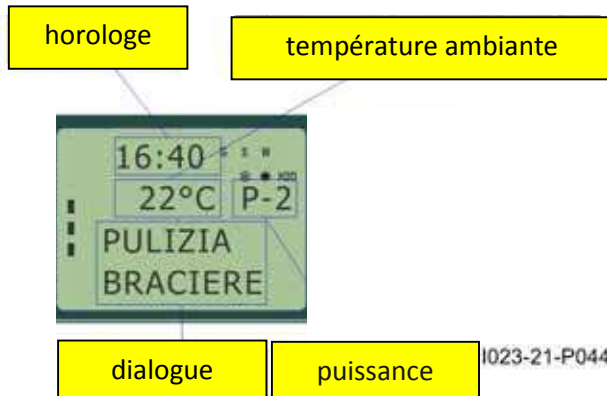 horologe
température ambiante
16:40
22°C P-2
PULIZIA
BRACIERE
dialogue
puissance
I023-21-P044